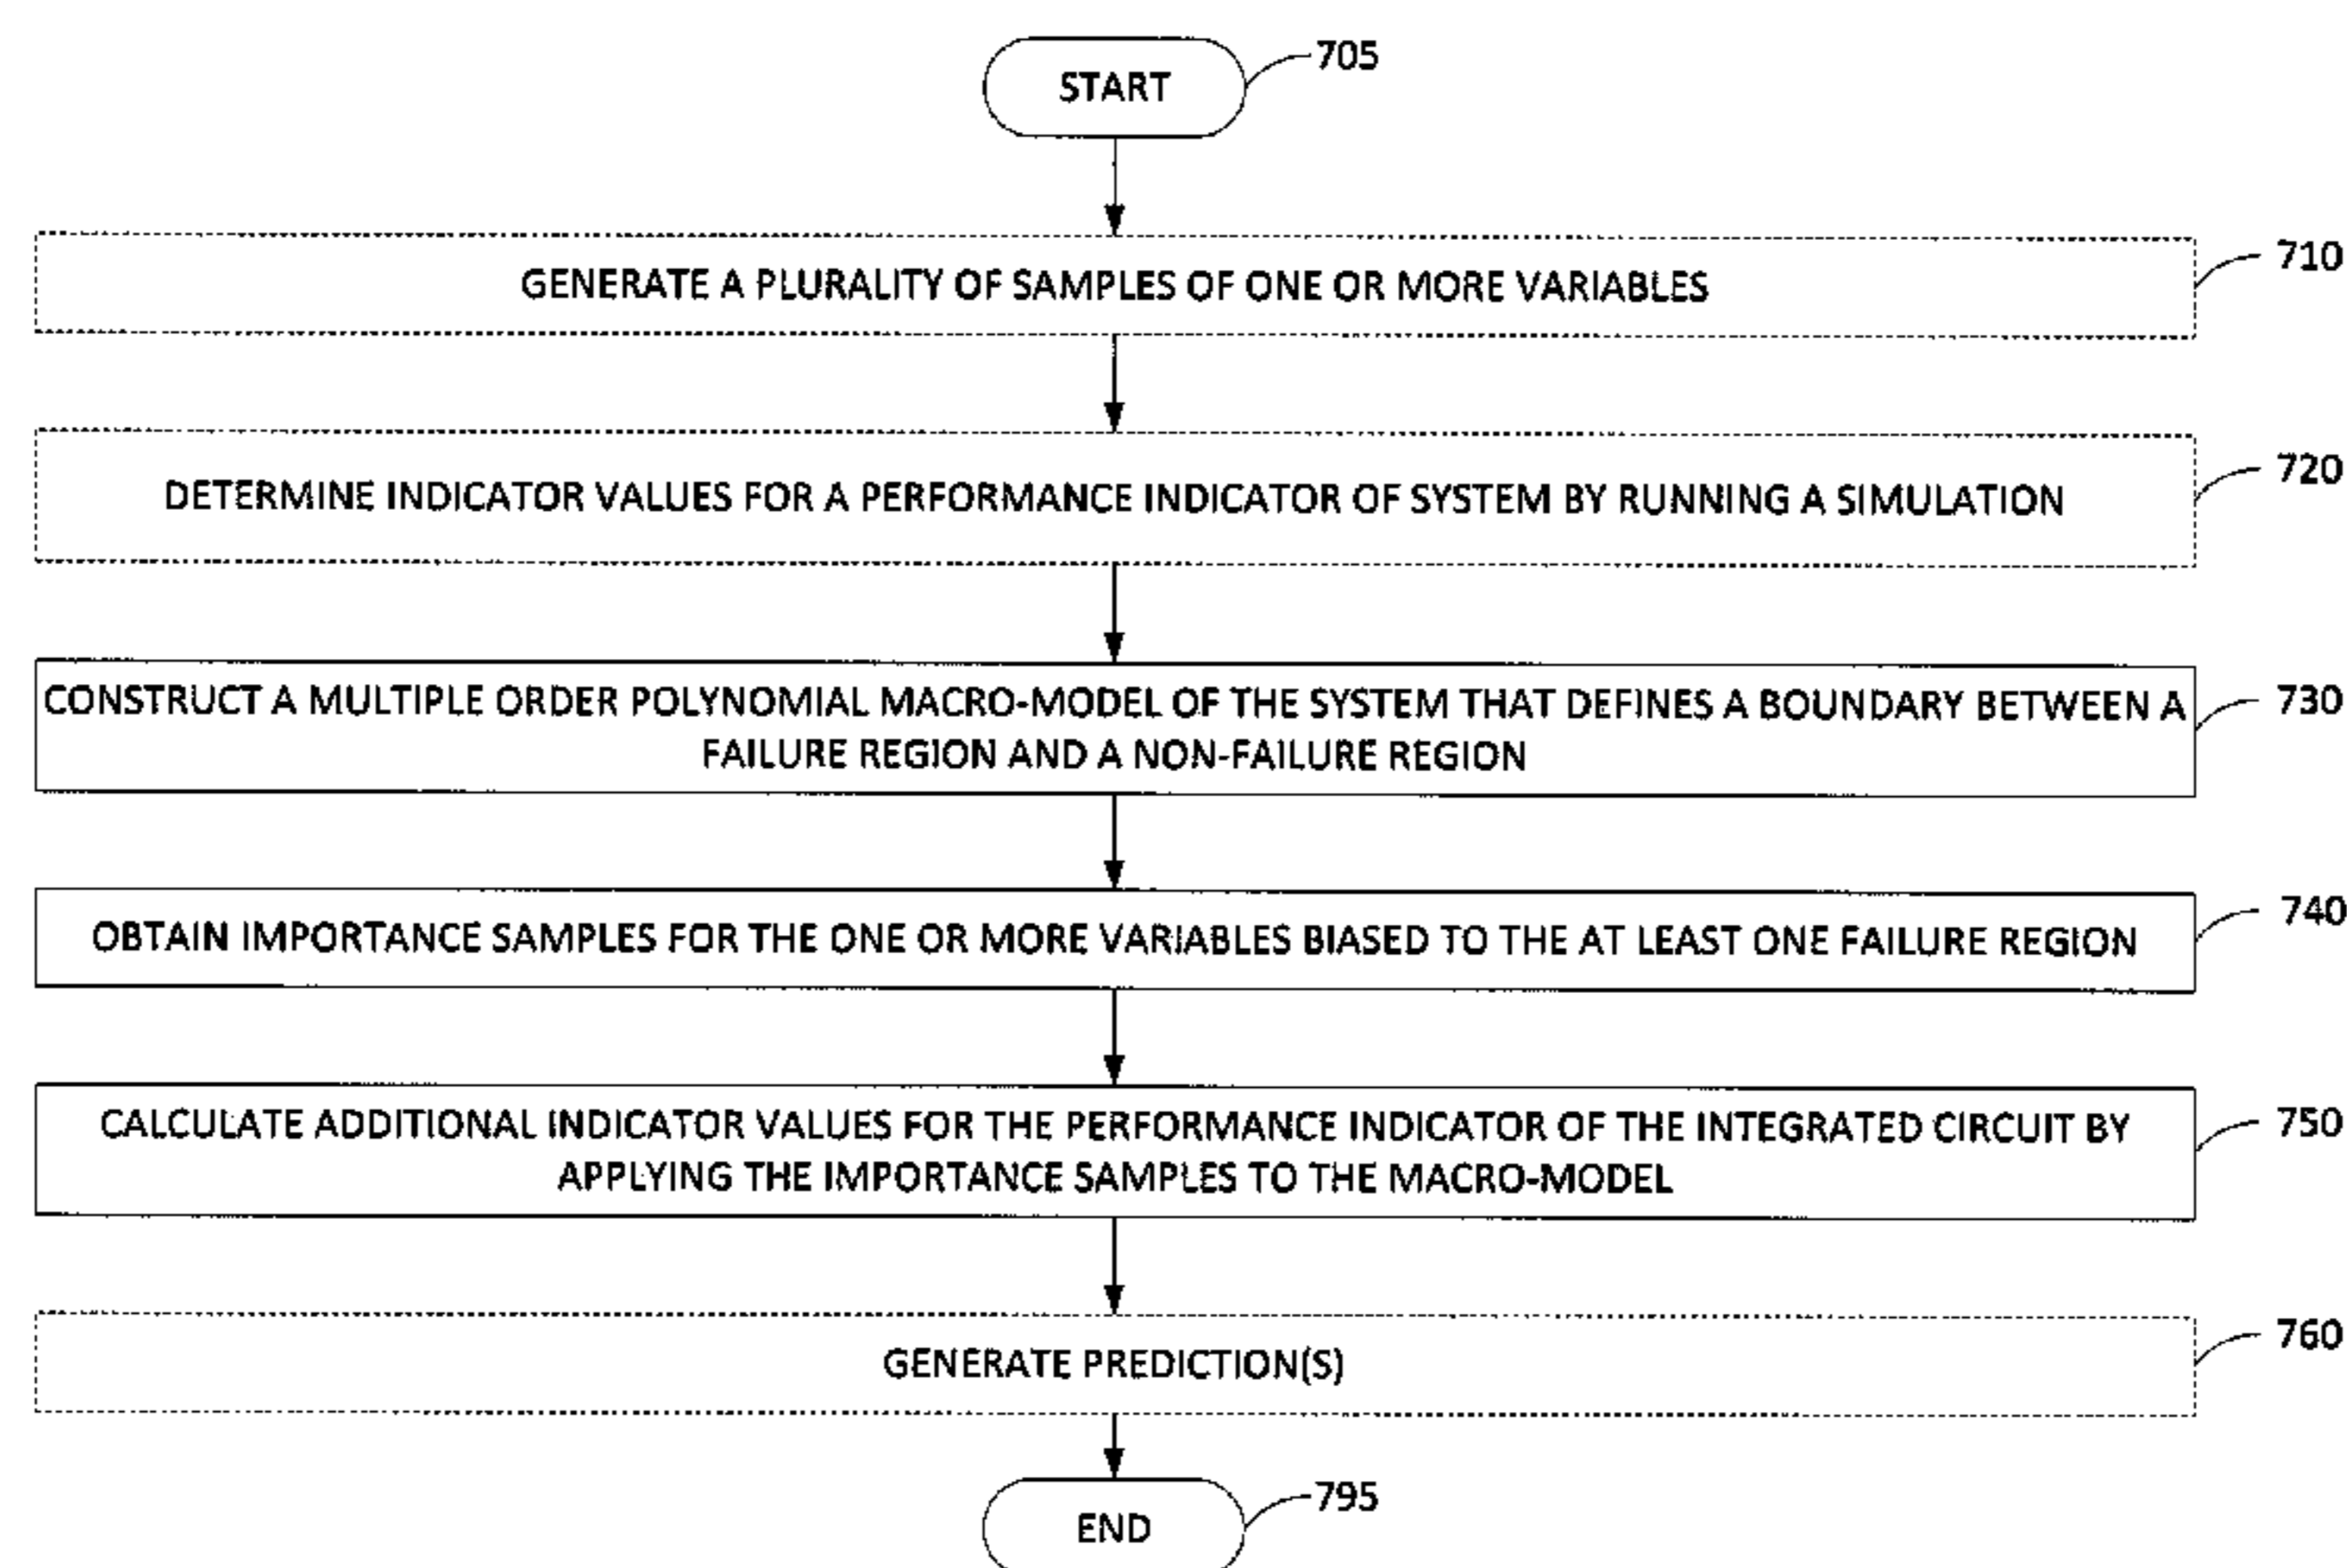 START
705
GENERATE A PLURALITY OF SAMPLES OF ONE OR MORE VARIABLES
710
DETERMINE INDICATOR VALUES FOR A PERFORMANCE INDICATOR OF SYSTEM BY RUNNING A SIMULATION
720
CONSTRUCT A MULTIPLE ORDER POLYNOMIAL MACRO-MODEL OF THE SYSTEM THAT DEFINES A BOUNDARY BETWEEN A
FAILURE REGION AND A NON-FAILURE REGION
730
OBTAIN IMPORTANCE SAMPLES FOR THE ONE OR MORE VARIABLES BIASED TO THE AT LEAST ONE FAILURE REGION
740
CALCULATE ADDITIONAL INDICATOR VALUES FOR THE PERFORMANCE INDICATOR OF THE INTEGRATED CIRCUIT BY
APPLYING THE IMPORTANCE SAMPLES TO THE MACRO-MODEL
750
GENERATE PREDICTION(S)
760
END
795